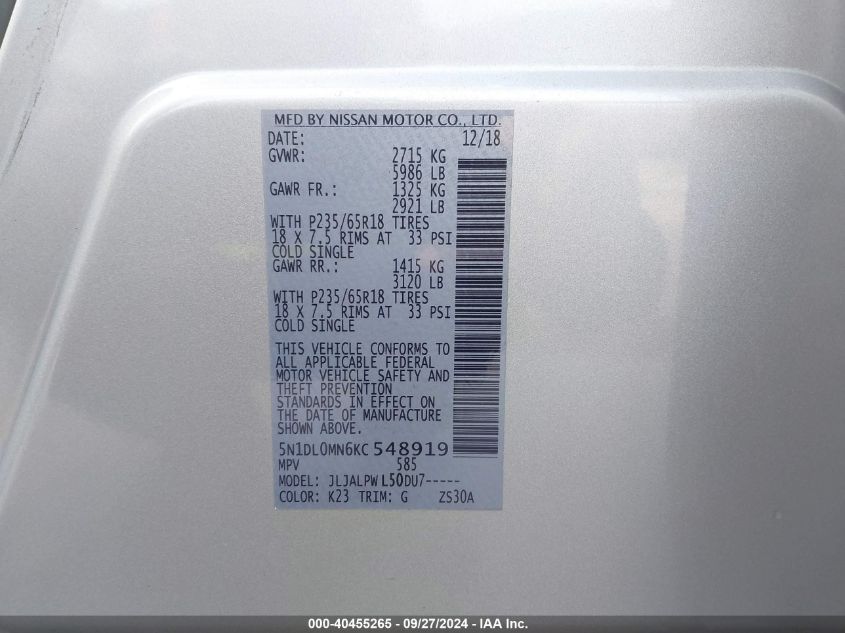 MFD BY NISSAN MOTOR CO., LTD.
DATE: 12/18
GVWR: 2715 KG
5986 LB
GAWR FR.: 1325 KG
2921 LB
WITH P235/65R18 TIRES
18 X 7.5 RIMS AT 33 PSI
COLD SINGLE
GAWR RR.: 1415 KG
3120 LB
WITH P235/65R18 TIRES
18 X 7.5 RIMS AT 33 PSI
COLD SINGLE
THIS VEHICLE CONFORMS TO
ALL APPLICABLE FEDERAL
MOTOR VEHICLE SAFETY AND
THEFT PREVENTION
STANDARDS IN EFFECT ON
THE DATE OF MANUFACTURE
SHOWN ABOVE.
5N1DL0MN6KC548919
MPV 585
MODEL: JLJALPWL50DU7-----
COLOR: K23 TRIM: G ZS30A
000-40455265 - 09/27/2024 - IAA Inc.